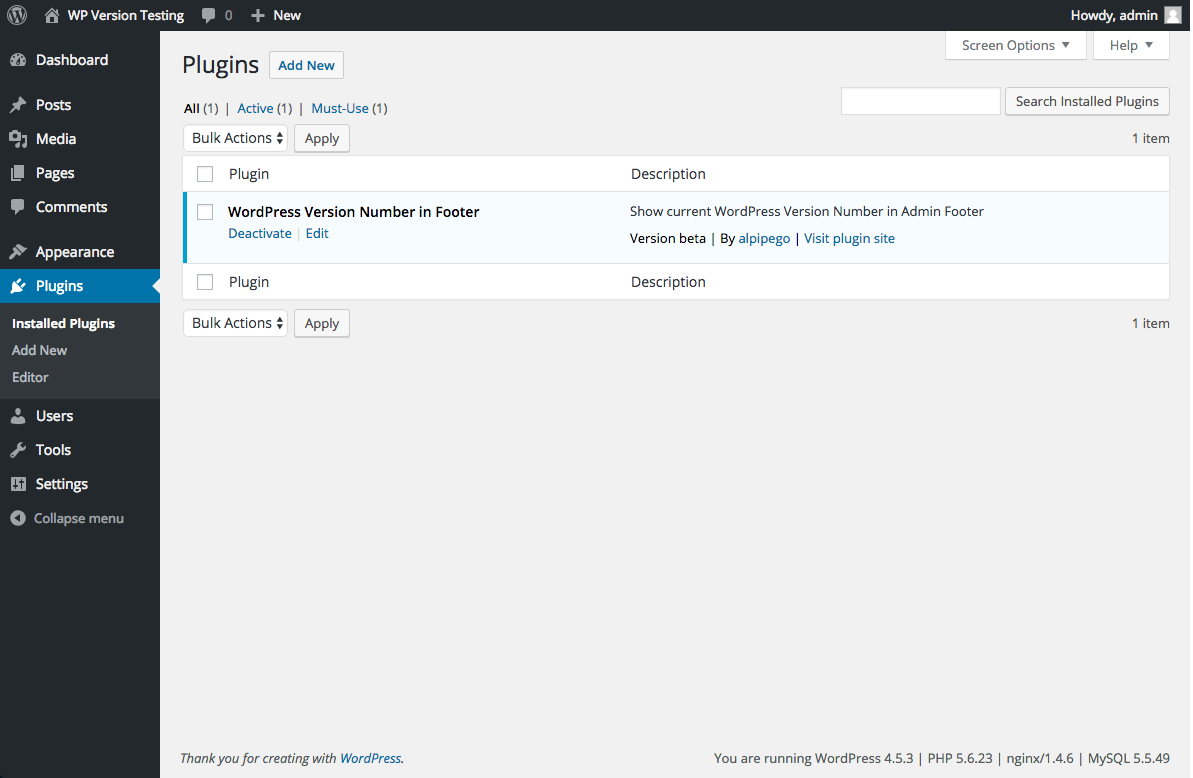 WP Version Testing 0 New Howdy, admin
Dashboard
Posts
Media
Pages
Comments
Appearance
Plugins
Installed Plugins
Add New
Editor
Users
Tools
Settings
Collapse menu
Screen Options Help
Plugins Add New
All (1) | Active (1) | Must-Use (1)
Search Installed Plugins
Bulk Actions Apply 1 item
Plugin Description
WordPress Version Number in Footer Show current WordPress Version Number in Admin Footer
Deactivate | Edit Version beta | By alpipego | Visit plugin site
Plugin Description
Bulk Actions Apply 1 item
Thank you for creating with WordPress. You are running WordPress 4.5.3 | PHP 5.6.23 | nginx/1.4.6 | MySQL 5.5.49